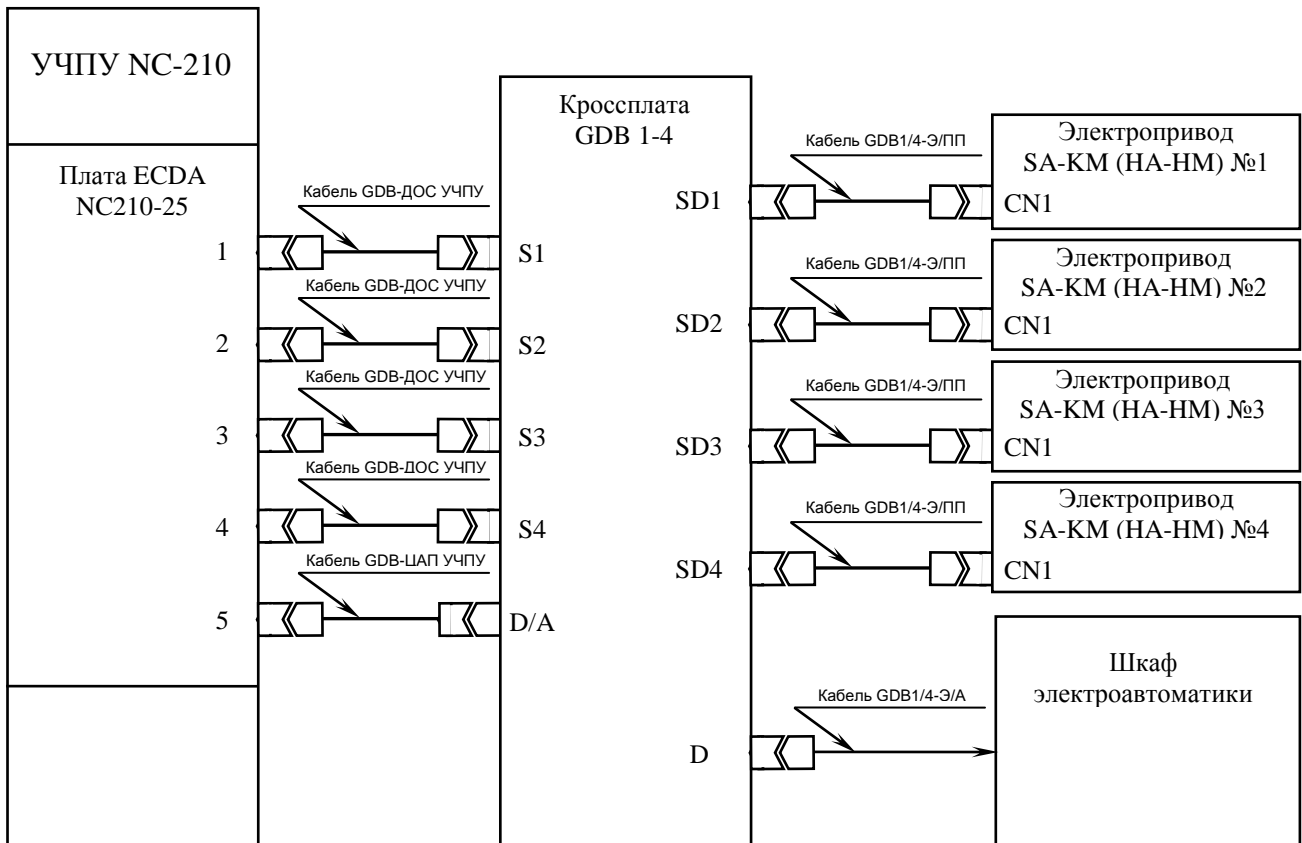 УЧПУ NC-210
Плата ECDA
NC210-25
1
2
3
4
5
Кабель GDB-ДОС УЧПУ
Кабель GDB-ДОС УЧПУ
Кабель GDB-ДОС УЧПУ
Кабель GDB-ДОС УЧПУ
Кабель GDB-ЦАП УЧПУ
Кроссплата
GDB 1-4
S1
S2
S3
S4
D/A
SD1
SD2
SD3
SD4
D
Кабель GDB1/4-Э/ПП
Кабель GDB1/4-Э/ПП
Кабель GDB1/4-Э/ПП
Кабель GDB1/4-Э/ПП
Кабель GDB1/4-Э/А
Электропривод
SA-KM (HA-HM) №1
CN1
Электропривод
SA-KM (HA-HM) №2
CN1
Электропривод
SA-KM (HA-HM) №3
CN1
Электропривод
SA-KM (HA-HM) №4
CN1
Шкаф
электроавтоматики